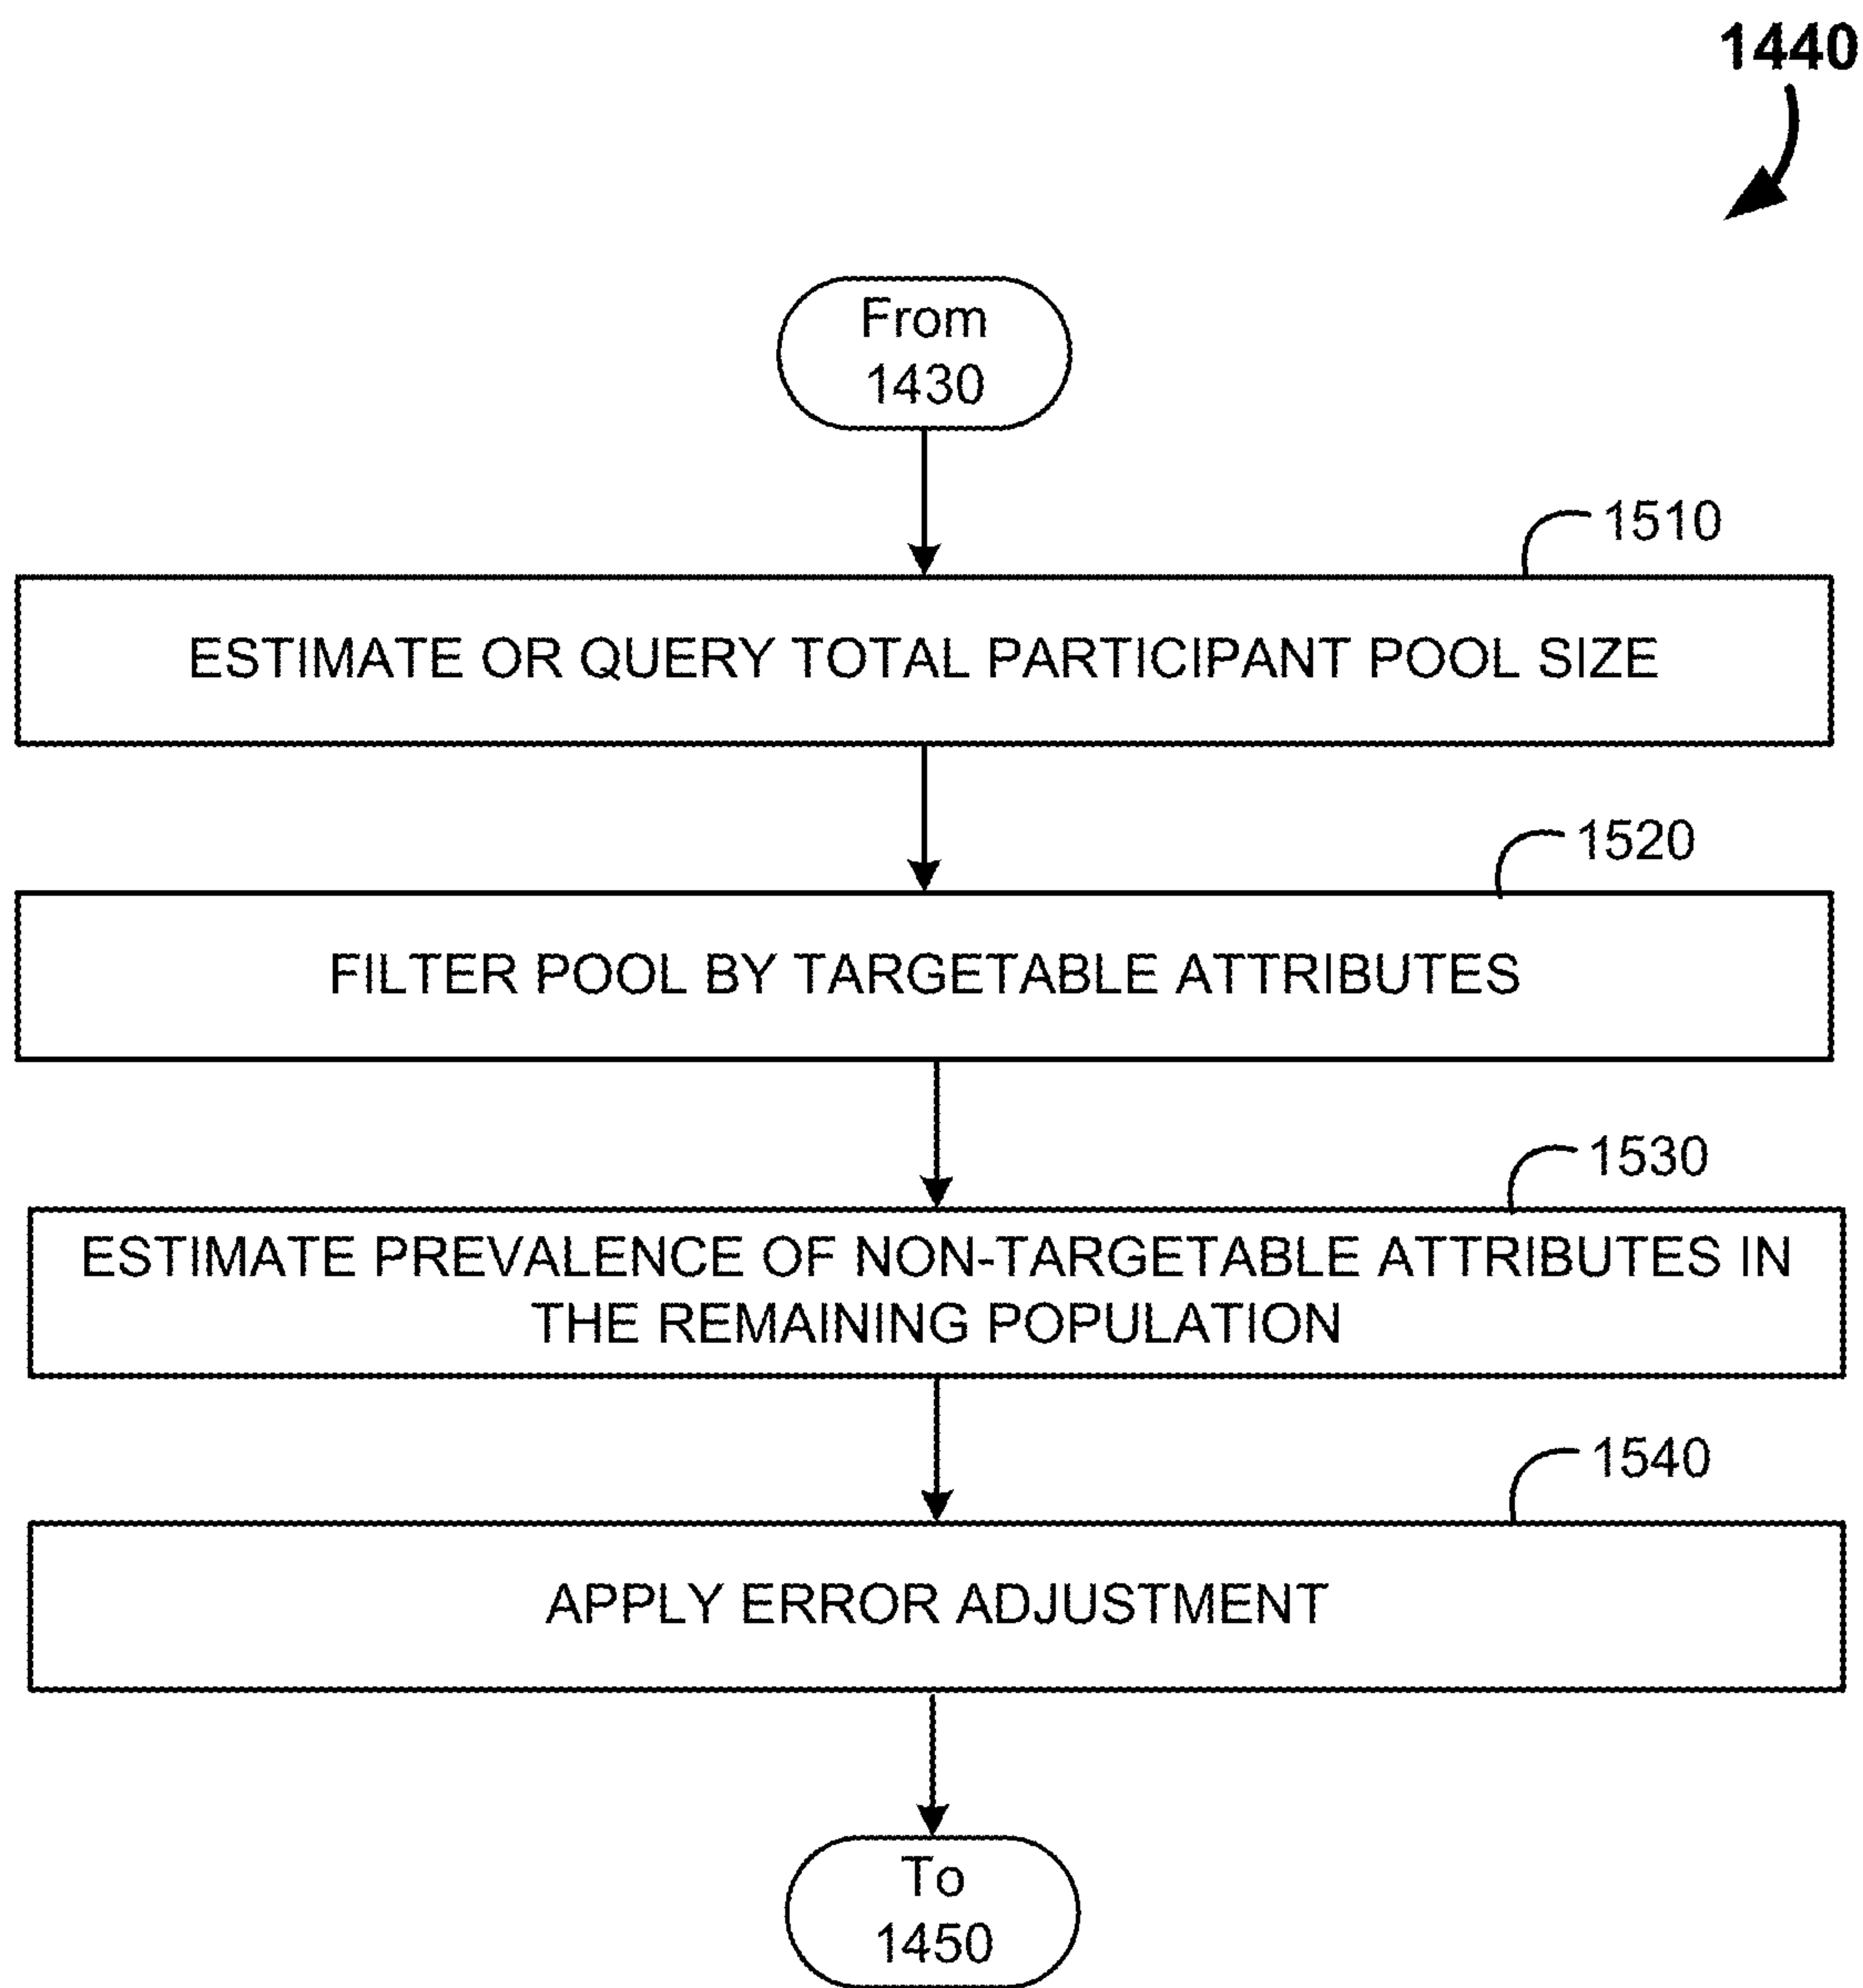 1440
From
1430
1510
ESTIMATE OR QUERY TOTAL PARTICIPANT POOL SIZE
1520
FILTER POOL BY TARGETABLE ATTRIBUTES
1530
ESTIMATE PREVALENCE OF NON-TARGETABLE ATTRIBUTES IN
THE REMAINING POPULATION
1540
APPLY ERROR ADJUSTMENT
To
1450